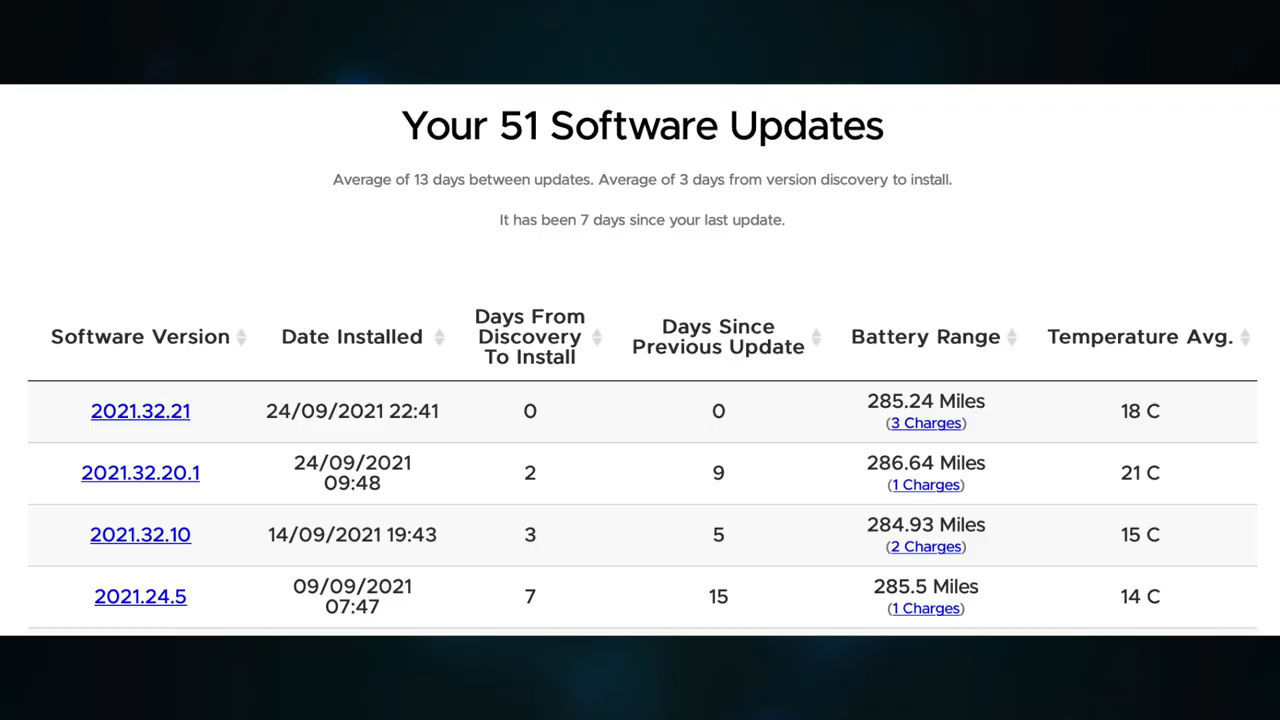 Your 51 Software Updates
Average of 13 days between updates. Average of 3 days from version discovery to install.
It has been 7 days since your last update.
Software Version
Date Installed
Days From
Discovery
To Install
Days Since
Previous Update
Battery Range
Temperature Avg.
2021.32.21
24/09/2021 22:41
0
0
285.24 Miles
(3 Charges)
18 C
2021.32.20.1
24/09/2021
09:48
2
9
286.64 Miles
(1 Charges)
21 C
2021.32.10
14/09/2021 19:43
3
5
284.93 Miles
(2 Charges)
15 C
2021.24.5
09/09/2021
07:47
7
15
285.5 Miles
(1 Charges)
14 C